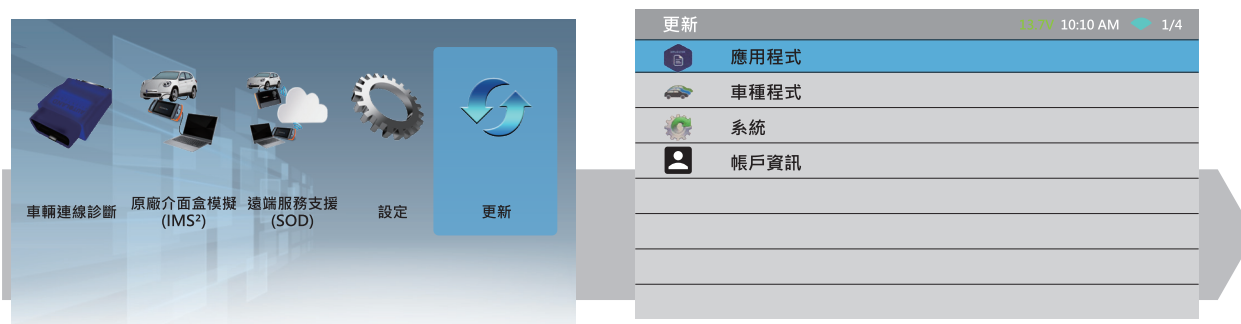 車輛連線診斷
原廠介面盒模擬
(IMS²)
遠端服務支援
(SOD)
設定
更新
更新
13.7V 10:10 AM 1/4
應用程式
車種程式
系統
帳戶資訊